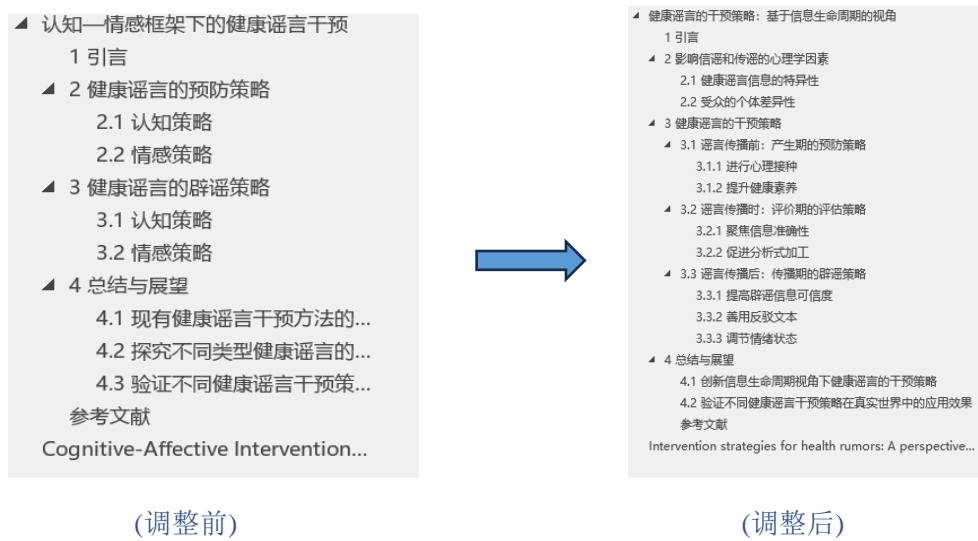 认知—情感框架下的健康谣言干预
1 引言
2 健康谣言的预防策略
2.1 认知策略
2.2 情感策略
3 健康谣言的辟谣策略
3.1 认知策略
3.2 情感策略
4 总结与展望
4.1 现有健康谣言干预方法的...
4.2 探究不同类型健康谣言的...
4.3 验证不同健康谣言干预策...
参考文献
Cognitive-Affective Intervention...
(调整前)
健康谣言的干预策略：基于信息生命周期的视角
1 引言
2 影响信谣和传谣的心理学因素
2.1 健康谣言信息的特异性
2.2 受众的个体差异性
3 健康谣言的干预策略
3.1 谣言传播前：产生期的预防策略
3.1.1 进行心理接种
3.1.2 提升健康素养
3.2 谣言传播时：评价期的评估策略
3.2.1 聚焦信息准确性
3.2.2 促进分析式加工
3.3 谣言传播后：传播期的辟谣策略
3.3.1 提高辟谣信息可信度
3.3.2 善用反驳文本
3.3.3 调节情绪状态
4 总结与展望
4.1 创新信息生命周期视角下健康谣言的干预策略
4.2 验证不同健康谣言干预策略在真实世界中的应用效果
参考文献
Intervention strategies for health rumors: A perspective...
(调整后)